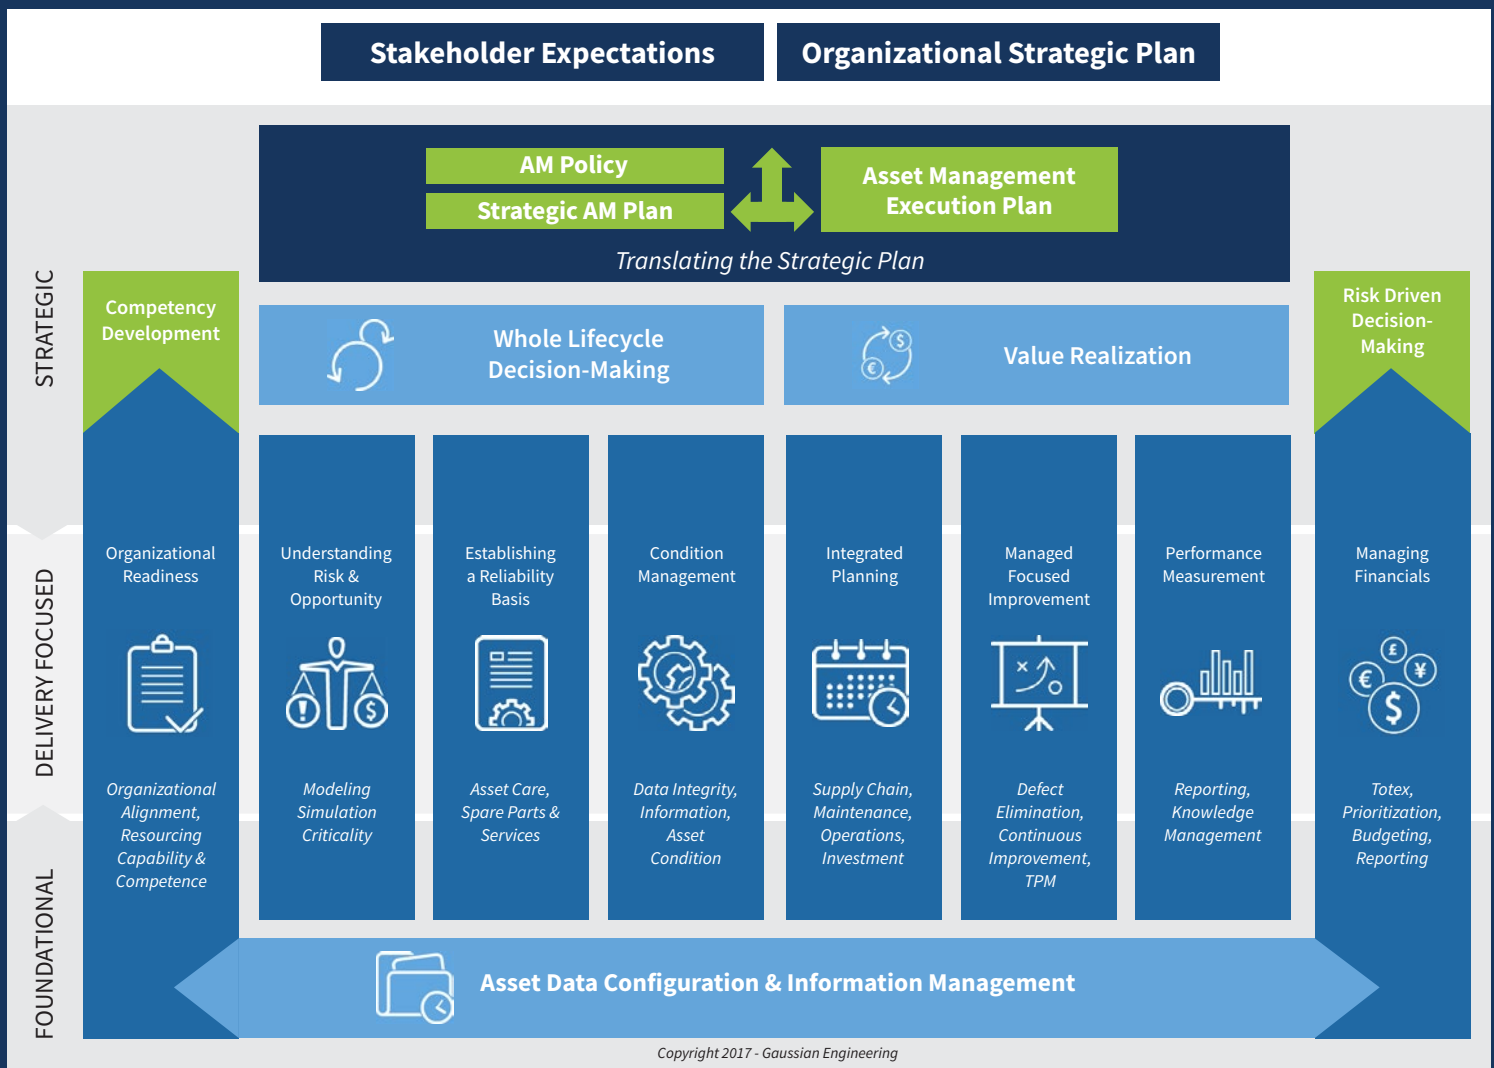 Stakeholder Expectations
Organizational Strategic Plan
AM Policy
Strategic AM Plan
Asset Management
Execution Plan
Translating the Strategic Plan
STRATEGIC
Competency
Development
Whole Lifecycle
Decision-Making
$
€
Value Realization
Risk Driven
Decision-
Making
DELIVERY FOCUSED
Organizational
Readiness
Organizational
Alignment,
Resourcing
Capability &
Competence
Understanding
Risk &
Opportunity
!
$
Modeling
Simulation
Criticality
Establishing
a Reliability
Basis
Asset Care,
Spare Parts &
Services
Condition
Management
Data Integrity,
Information,
Asset
Condition
Integrated
Planning
Supply Chain,
Maintenance,
Operations,
Investment
Managed
Focused
Improvement
Defect
Elimination,
Continuous
Improvement,
TPM
Performance
Measurement
Reporting,
Knowledge
Management
Managing
Financials
£
€
¥
$
Totex,
Prioritization,
Budgeting,
Reporting
FOUNDATIONAL
Asset Data Configuration & Information Management
Copyright 2017 - Gaussian Engineering